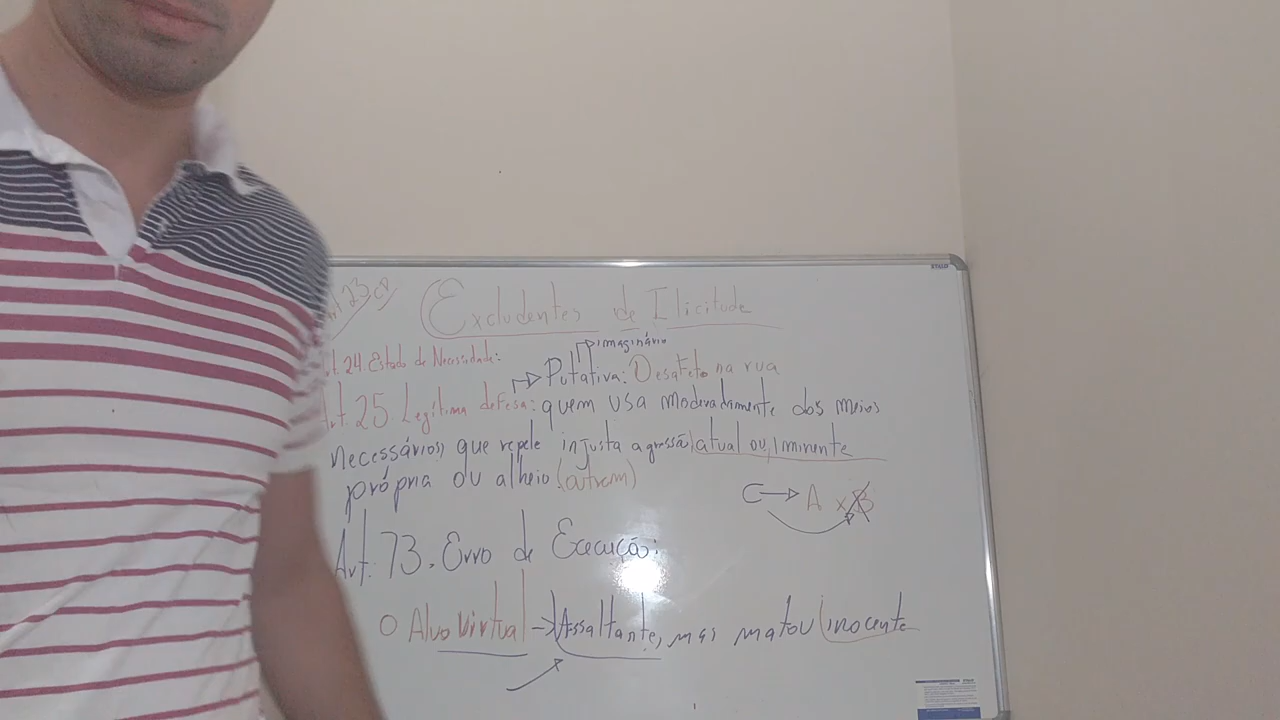 Art 23 CP
Excludentes de Ilicitude
t. 24. Estado de Necessidade:
imaginário
Putativa: Desafeto na rua
Art. 25. Legítima defesa: quem usa moderadamente dos meios
necessários, que repele injusta agressão, atual ou iminente
própria ou alheio (outrem)
C → A x B
Art. 73. Erro de Execução:
O Alvo Virtual → Assaltante, mas matou inocente
STALO